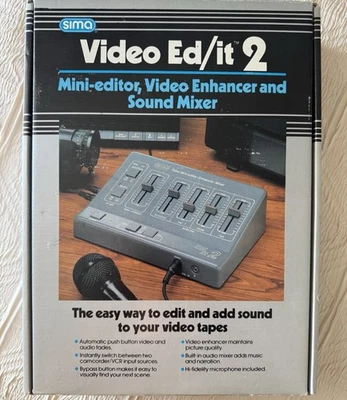 sima
Video Ed/it™ 2
Mini-editor, Video Enhancer and
Sound Mixer
The easy way to edit and add sound
to your video tapes
• Automatic push button video and
audio fades.
• Instantly switch between two
camcorder/VCR input sources.
• Bypass button makes it easy to
visually find your next scene.
• Video enhancer maintains
picture quality.
• Built-in audio mixer adds music
and narration.
• Hi-fidelity microphone included.